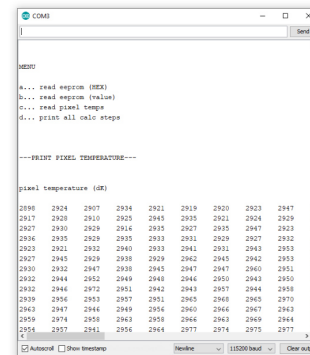 COM3
Send
MENU
a... read eeprom (HEX)
b... read eeprom (value)
c... read pixel temps
d... print all calc steps
---PRINT PIXEL TEMPERATURE---
pixel temperature (dK)
2898 2924 2907 2934 2921 2919 2920 2923 2947
2917 2928 2910 2925 2945 2935 2921 2924 2929
2927 2930 2929 2916 2935 2927 2935 2947 2923
2936 2935 2929 2935 2933 2931 2929 2927 2932
2923 2921 2932 2940 2933 2941 2931 2943 2953
2927 2945 2929 2938 2929 2962 2945 2942 2953
2930 2932 2947 2938 2945 2947 2947 2960 2951
2932 2944 2952 2949 2948 2946 2950 2943 2950
2932 2946 2972 2951 2942 2943 2957 2944 2958
2939 2956 2953 2957 2951 2965 2968 2965 2970
2963 2947 2946 2949 2956 2960 2966 2967 2963
2959 2974 2958 2963 2958 2966 2963 2969 2964
2954 2957 2941 2956 2964 2977 2974 2975 2977
Autoscroll Show timestamp Newline 115200 baud Clear outp